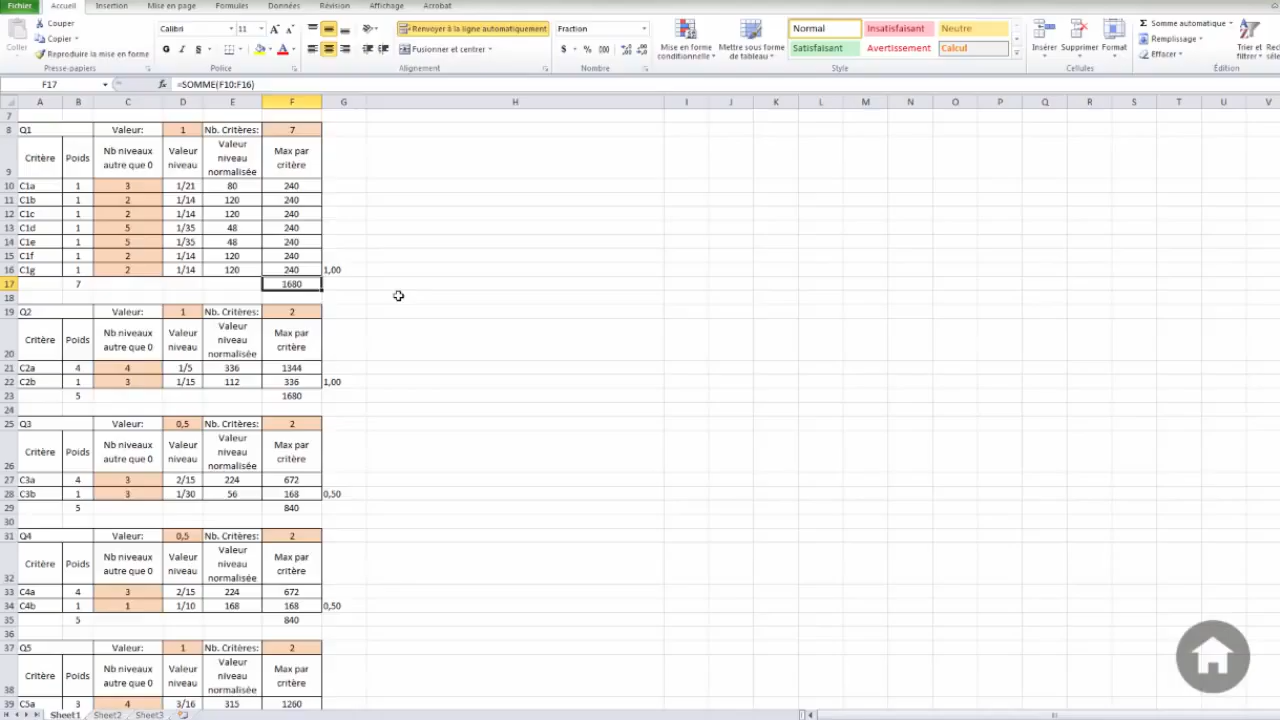 Fichier Accueil Insertion Mise en page Formules Données Révision Affichage Acrobat
Coller
Couper
Copier
Reproduire la mise en forme
Presse-papiers
Calibri 11
G I S
Police
Renvoyer à la ligne automatiquement
Fusionner et centrer
Alignement
Fraction
$ % 000
Nombre
Mise en forme conditionnelle
Mettre sous forme de tableau
Normal Insatisfaisant Neutre
Satisfaisant Avertissement Calcul
Style
Insérer Supprimer Format
Cellules
Σ Somme automatique
Remplissage
Effacer
Trier et filtrer
Édition
F17 fx =SOMME(F10:F16)
A B C D E F G H I J K L M N O P Q R S T U V
7
8 Q1 Valeur: 1 Nb. Critères: 7
9 Critère Poids Nb niveaux autre que 0 Valeur niveau Valeur niveau normalisée Max par critère
10 C1a 1 3 1/21 80 240
11 C1b 1 2 1/14 120 240
12 C1c 1 2 1/14 120 240
13 C1d 1 5 1/35 48 240
14 C1e 1 5 1/35 48 240
15 C1f 1 2 1/14 120 240
16 C1g 1 2 1/14 120 240 1,00
17 7 1680
18
19 Q2 Valeur: 1 Nb. Critères: 2
20 Critère Poids Nb niveaux autre que 0 Valeur niveau Valeur niveau normalisée Max par critère
21 C2a 4 4 1/5 336 1344
22 C2b 1 3 1/15 112 336 1,00
23 5 1680
24
25 Q3 Valeur: 0,5 Nb. Critères: 2
26 Critère Poids Nb niveaux autre que 0 Valeur niveau Valeur niveau normalisée Max par critère
27 C3a 4 3 2/15 224 672
28 C3b 1 3 1/30 56 168 0,50
29 5 840
30
31 Q4 Valeur: 0,5 Nb. Critères: 2
32 Critère Poids Nb niveaux autre que 0 Valeur niveau Valeur niveau normalisée Max par critère
33 C4a 4 3 2/15 224 672
34 C4b 1 1 1/10 168 168 0,50
35 5 840
36
37 Q5 Valeur: 1 Nb. Critères: 2
38 Critère Poids Nb niveaux autre que 0 Valeur niveau Valeur niveau normalisée Max par critère
39 C5a 3 4 3/16 315 1260
Sheet1 Sheet2 Sheet3